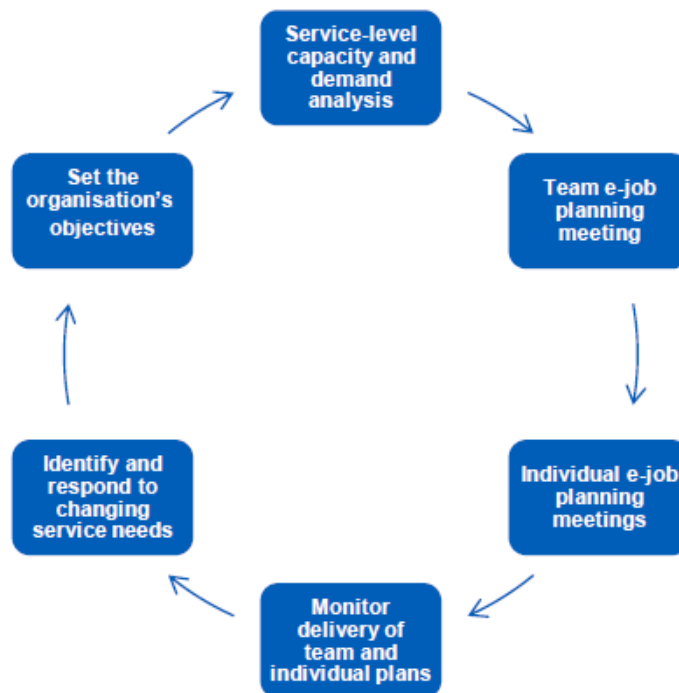 Service-level
capacity and
demand
analysis
Team e-job
planning
meeting
Individual e-job
planning
meetings
Monitor
delivery of
team and
individual plans
Identify and
respond to
changing
service needs
Set the
organisation’s
objectives